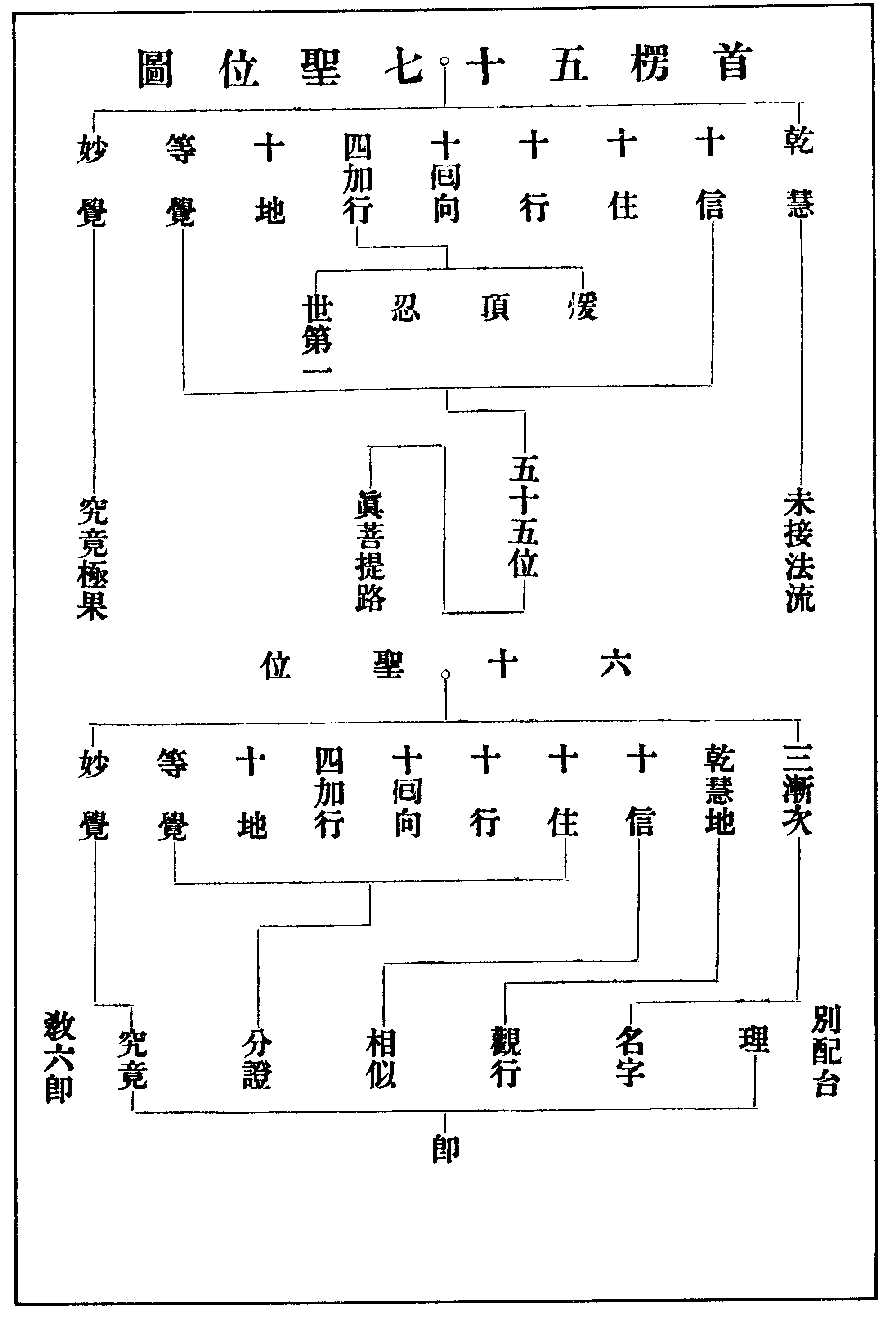 首楞五十七聖位圖
乾慧
十信
十住
十行
十囘向
四加行
十地
等覺
妙覺
煖
頂
忍
世第一
未接法流
五十五位
眞菩提路
究竟極果
六十聖位
三漸次
乾慧地
十信
十住
十行
十囘向
四加行
十地
等覺
妙覺
別配台
理
名字
觀行
相似
分證
究竟
教六卽
卽